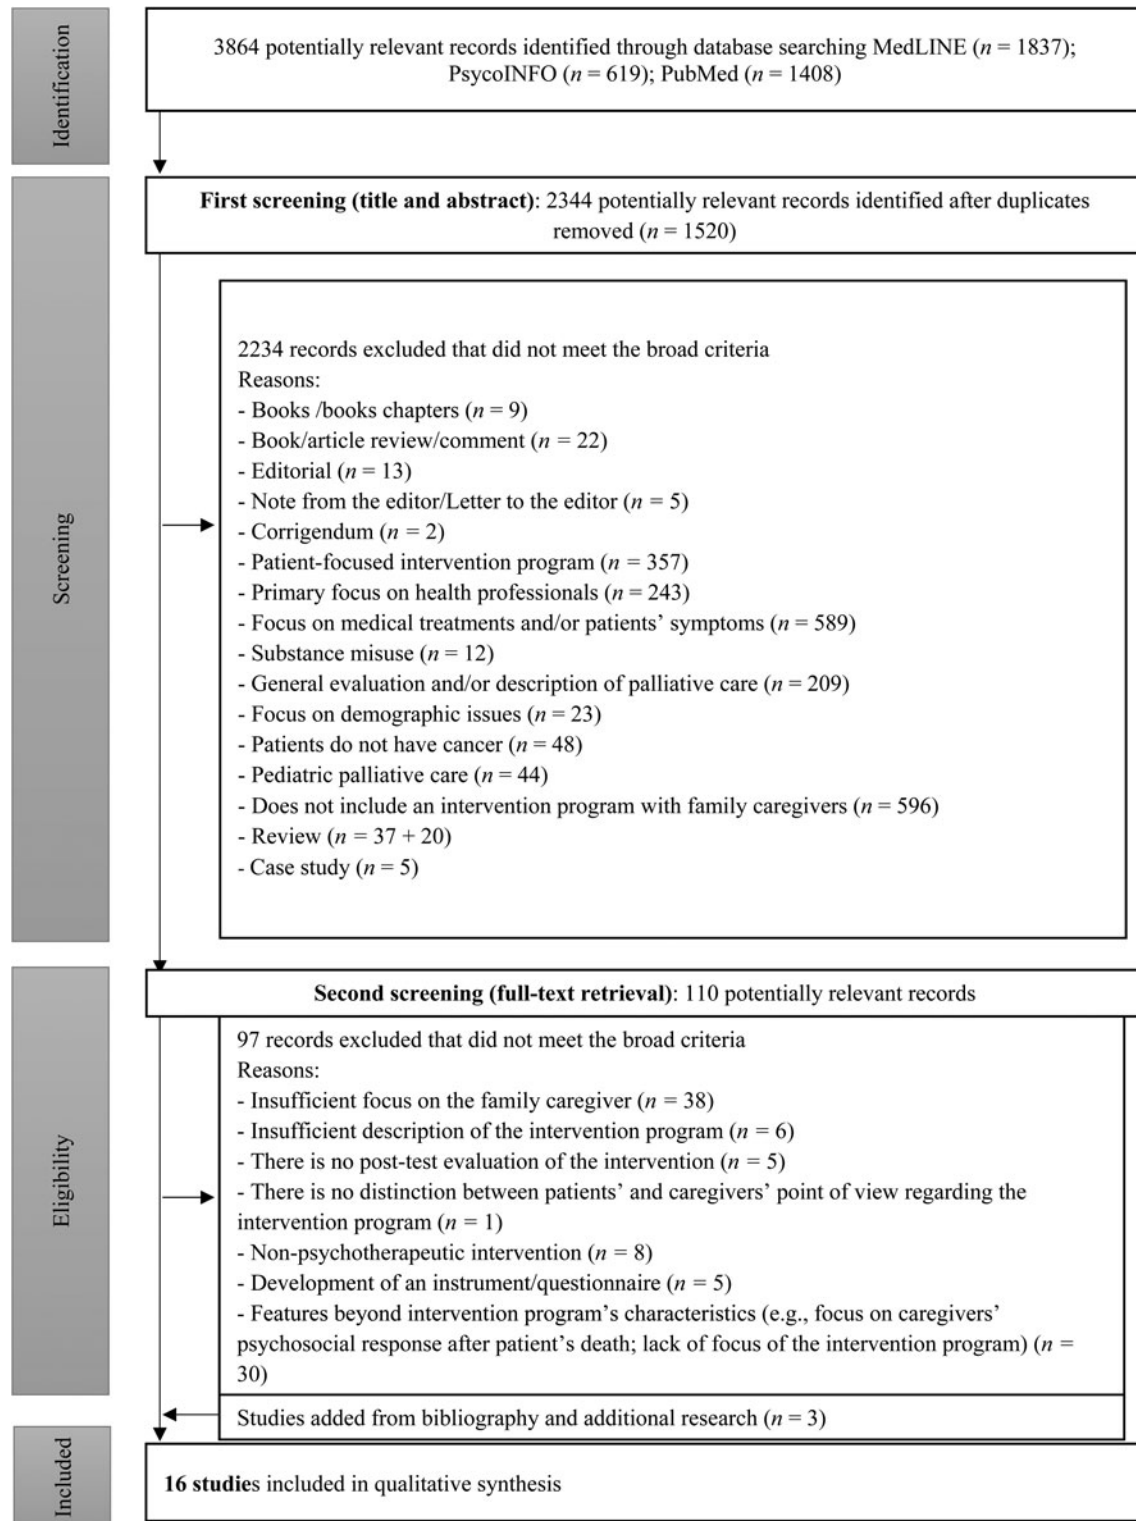 Identification
3864 potentially relevant records identified through database searching MedLINE (n = 1837);
PsycoINFO (n = 619); PubMed (n = 1408)
Screening
First screening (title and abstract): 2344 potentially relevant records identified after duplicates
removed (n = 1520)
2234 records excluded that did not meet the broad criteria
Reasons:
- Books /books chapters (n = 9)
- Book/article review/comment (n = 22)
- Editorial (n = 13)
- Note from the editor/Letter to the editor (n = 5)
- Corrigendum (n = 2)
- Patient-focused intervention program (n = 357)
- Primary focus on health professionals (n = 243)
- Focus on medical treatments and/or patients’ symptoms (n = 589)
- Substance misuse (n = 12)
- General evaluation and/or description of palliative care (n = 209)
- Focus on demographic issues (n = 23)
- Patients do not have cancer (n = 48)
- Pediatric palliative care (n = 44)
- Does not include an intervention program with family caregivers (n = 596)
- Review (n = 37 + 20)
- Case study (n = 5)
Eligibility
Second screening (full-text retrieval): 110 potentially relevant records
97 records excluded that did not meet the broad criteria
Reasons:
- Insufficient focus on the family caregiver (n = 38)
- Insufficient description of the intervention program (n = 6)
- There is no post-test evaluation of the intervention (n = 5)
- There is no distinction between patients’ and caregivers’ point of view regarding the
intervention program (n = 1)
- Non-psychotherapeutic intervention (n = 8)
- Development of an instrument/questionnaire (n = 5)
- Features beyond intervention program’s characteristics (e.g., focus on caregivers’
psychosocial response after patient’s death; lack of focus of the intervention program) (n =
30)
Studies added from bibliography and additional research (n = 3)
Included
16 studies included in qualitative synthesis